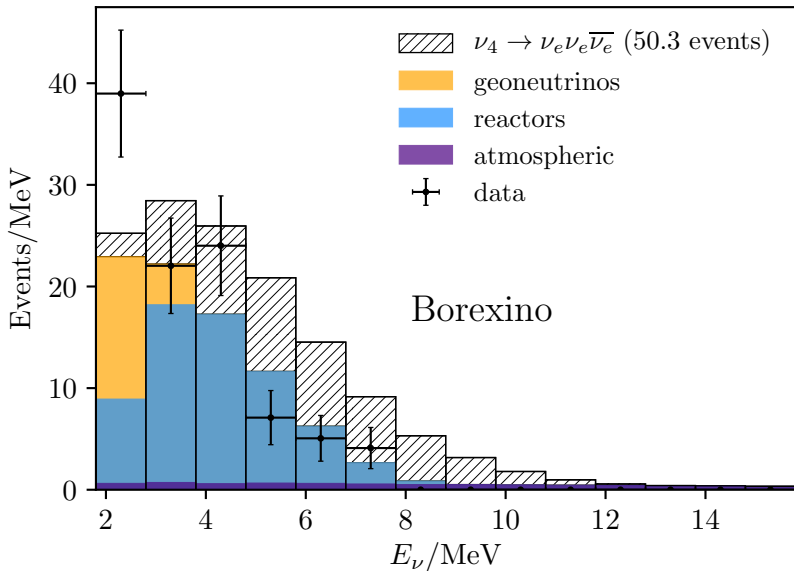 ν₄ → νₑνₑν̅ₑ (50.3 events)
geoneutrinos
reactors
atmospheric
data
Borexino
Events/MeV
40
30
20
10
0
2 4 6 8 10 12 14
E_ν/MeV